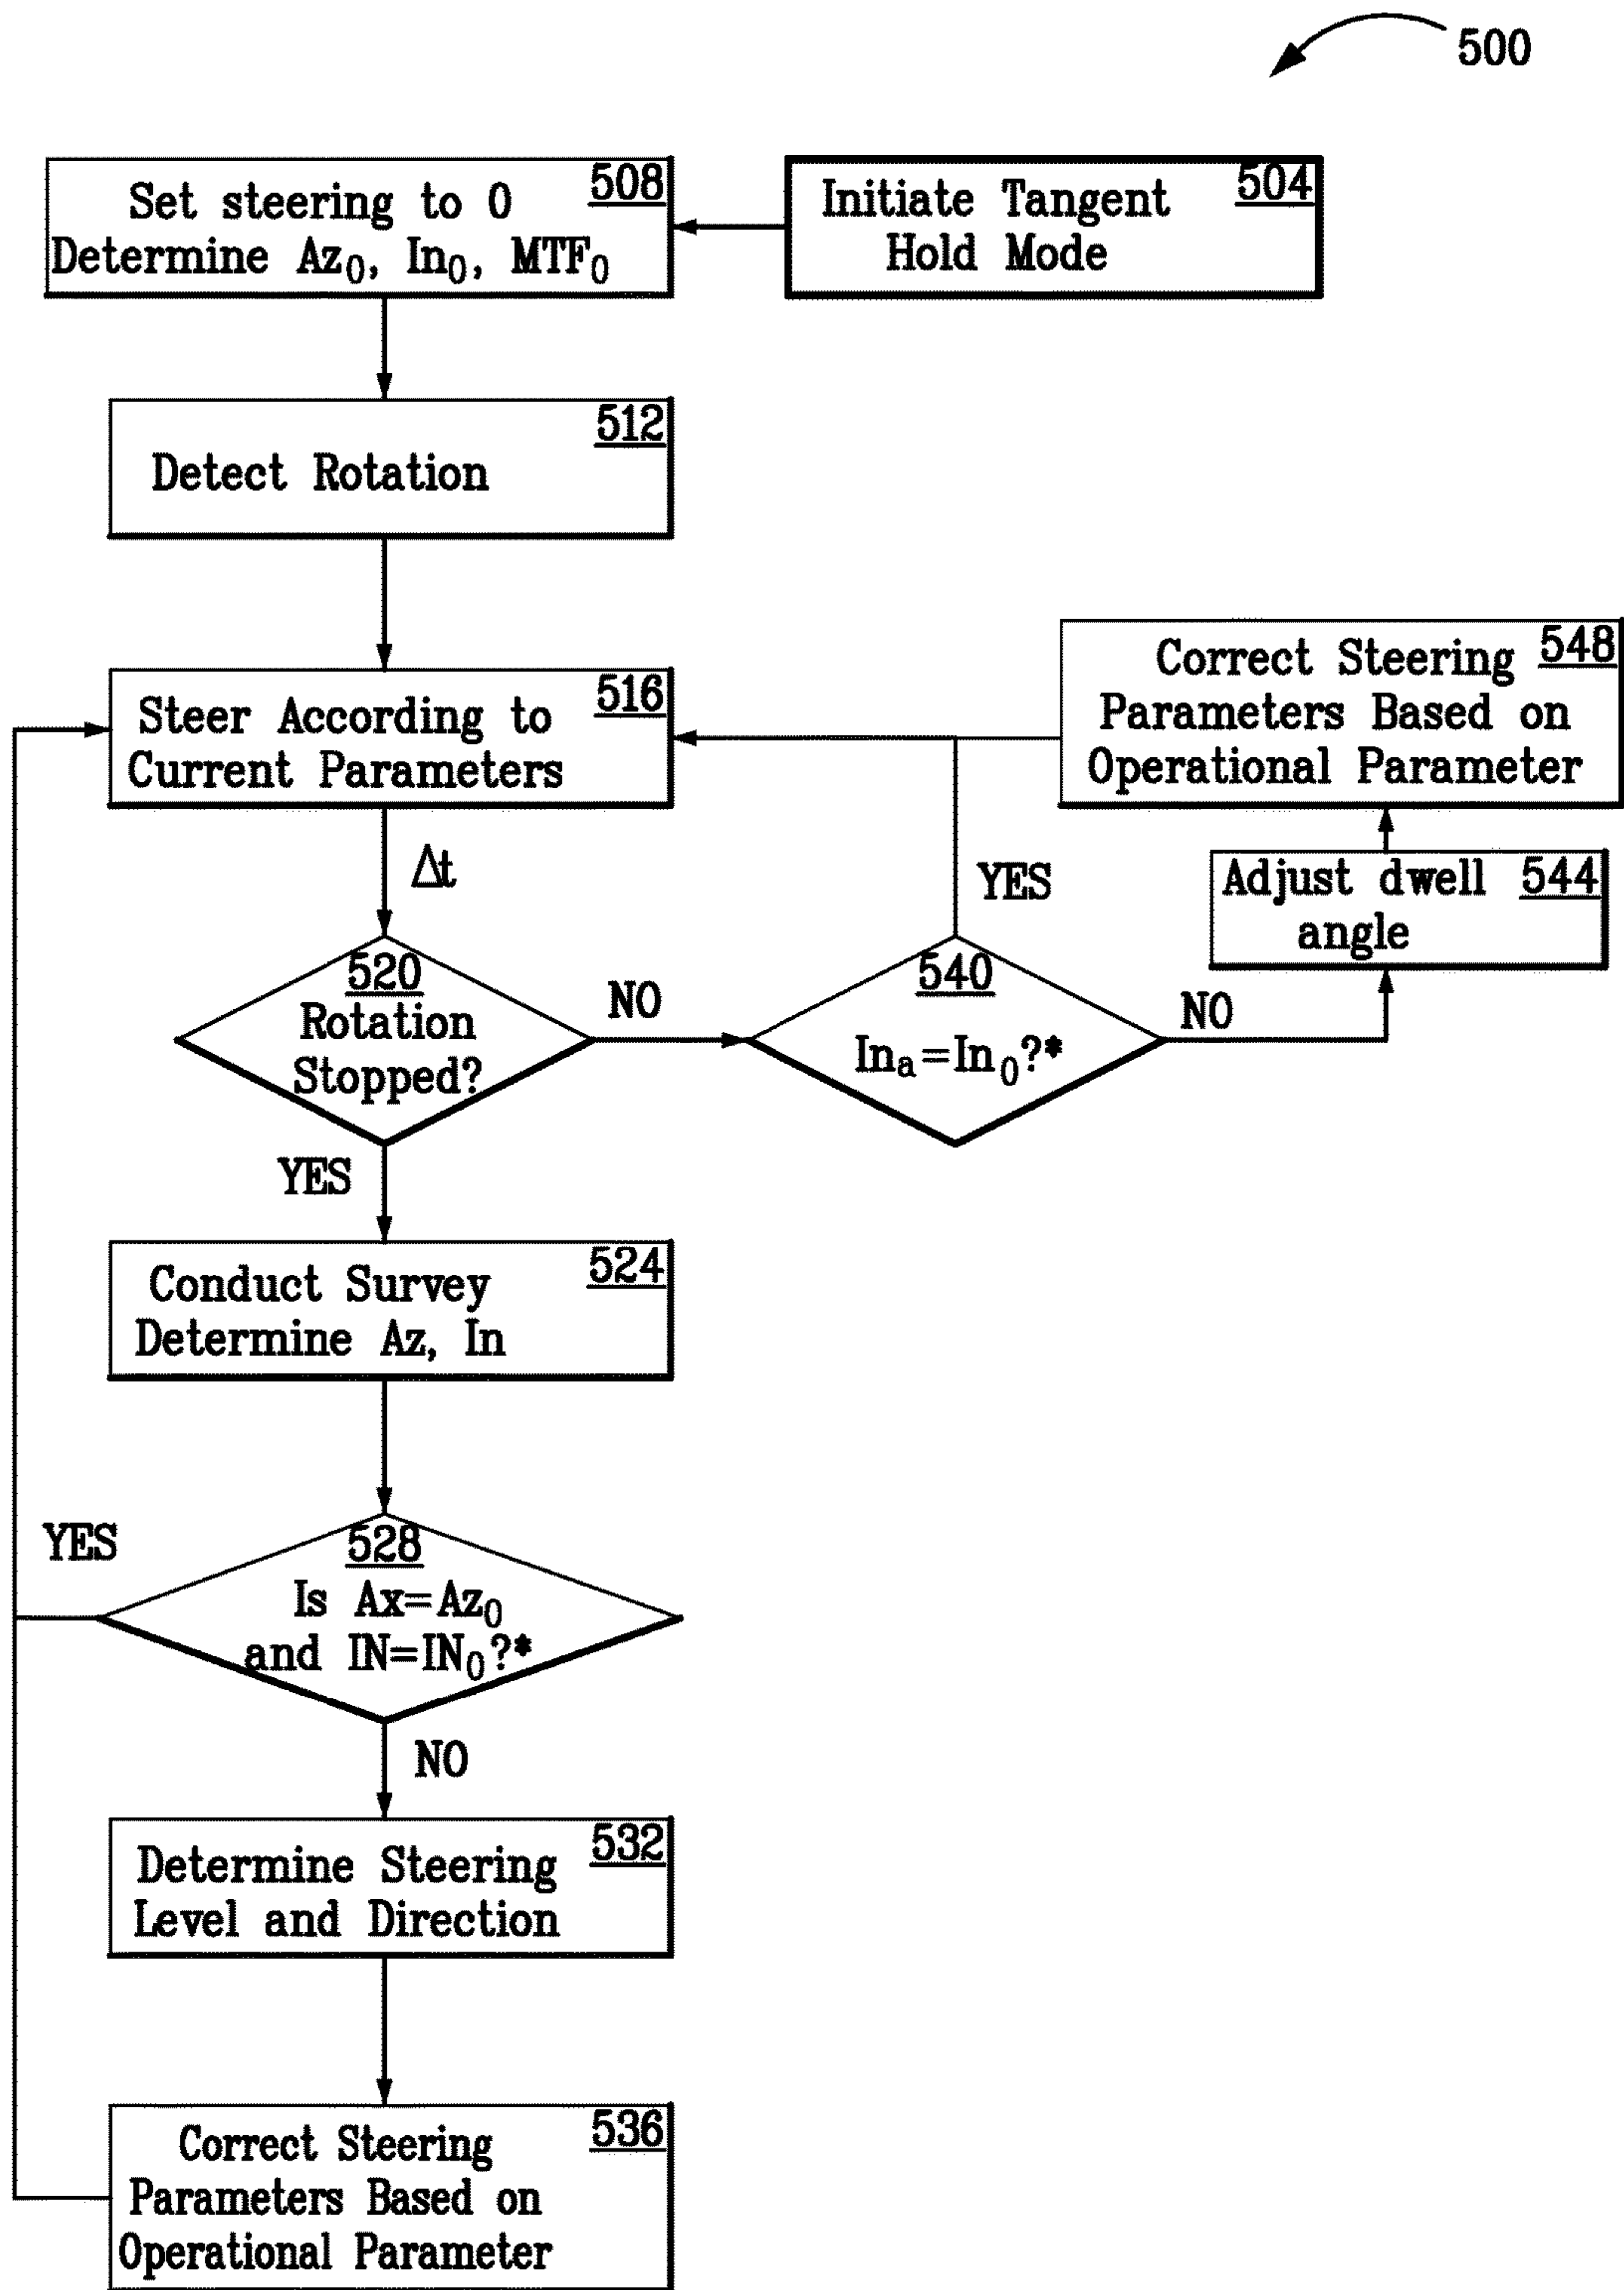 500
508
Set steering to 0
Determine Az₀, In₀, MTF₀
504
Initiate Tangent
Hold Mode
512
Detect Rotation
516
Steer According to
Current Parameters
548
Correct Steering
Parameters Based on
Operational Parameter
Δt
YES
544
Adjust dwell
angle
520
Rotation
Stopped?
NO
540
Inₐ=In₀?*
NO
YES
524
Conduct Survey
Determine Az, In
YES
528
Is Ax=Az₀
and IN=IN₀?*
NO
532
Determine Steering
Level and Direction
536
Correct Steering
Parameters Based on
Operational Parameter